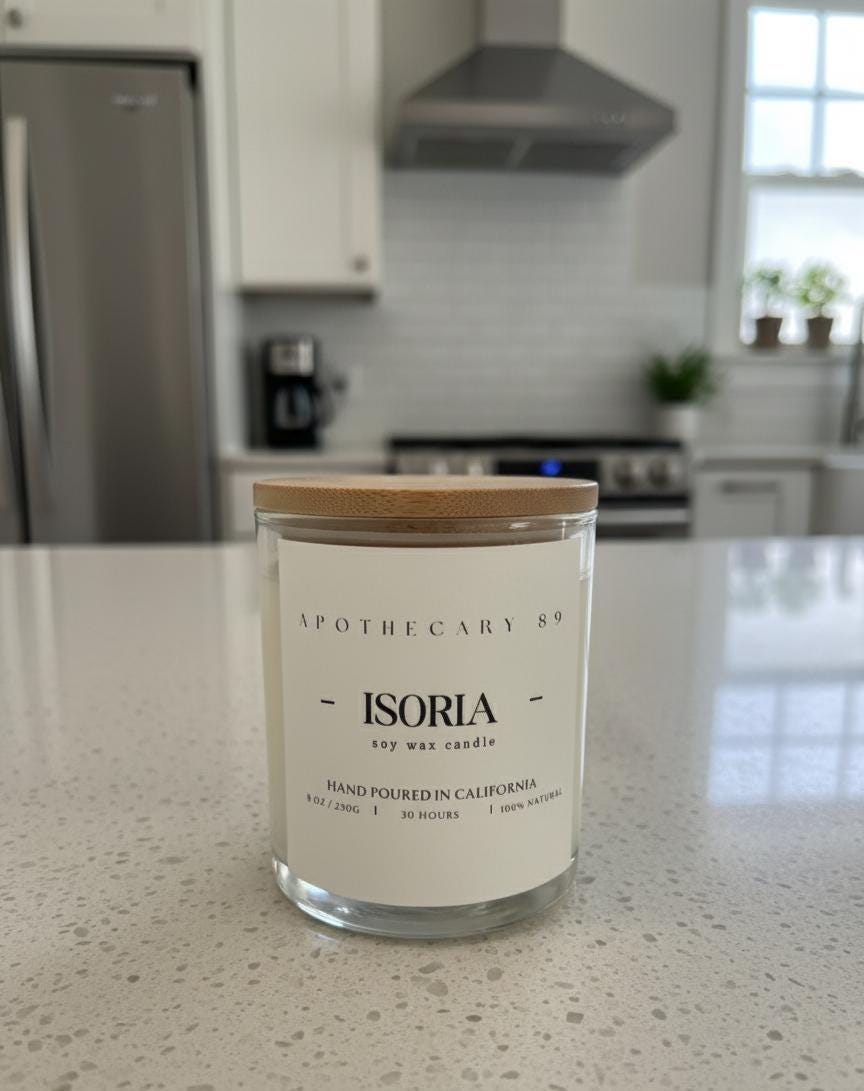 APOTHECARY 89
- ISORIA -
soy wax candle
HAND POURED IN CALIFORNIA
8 OZ / 230G | 30 HOURS | 100% NATURAL